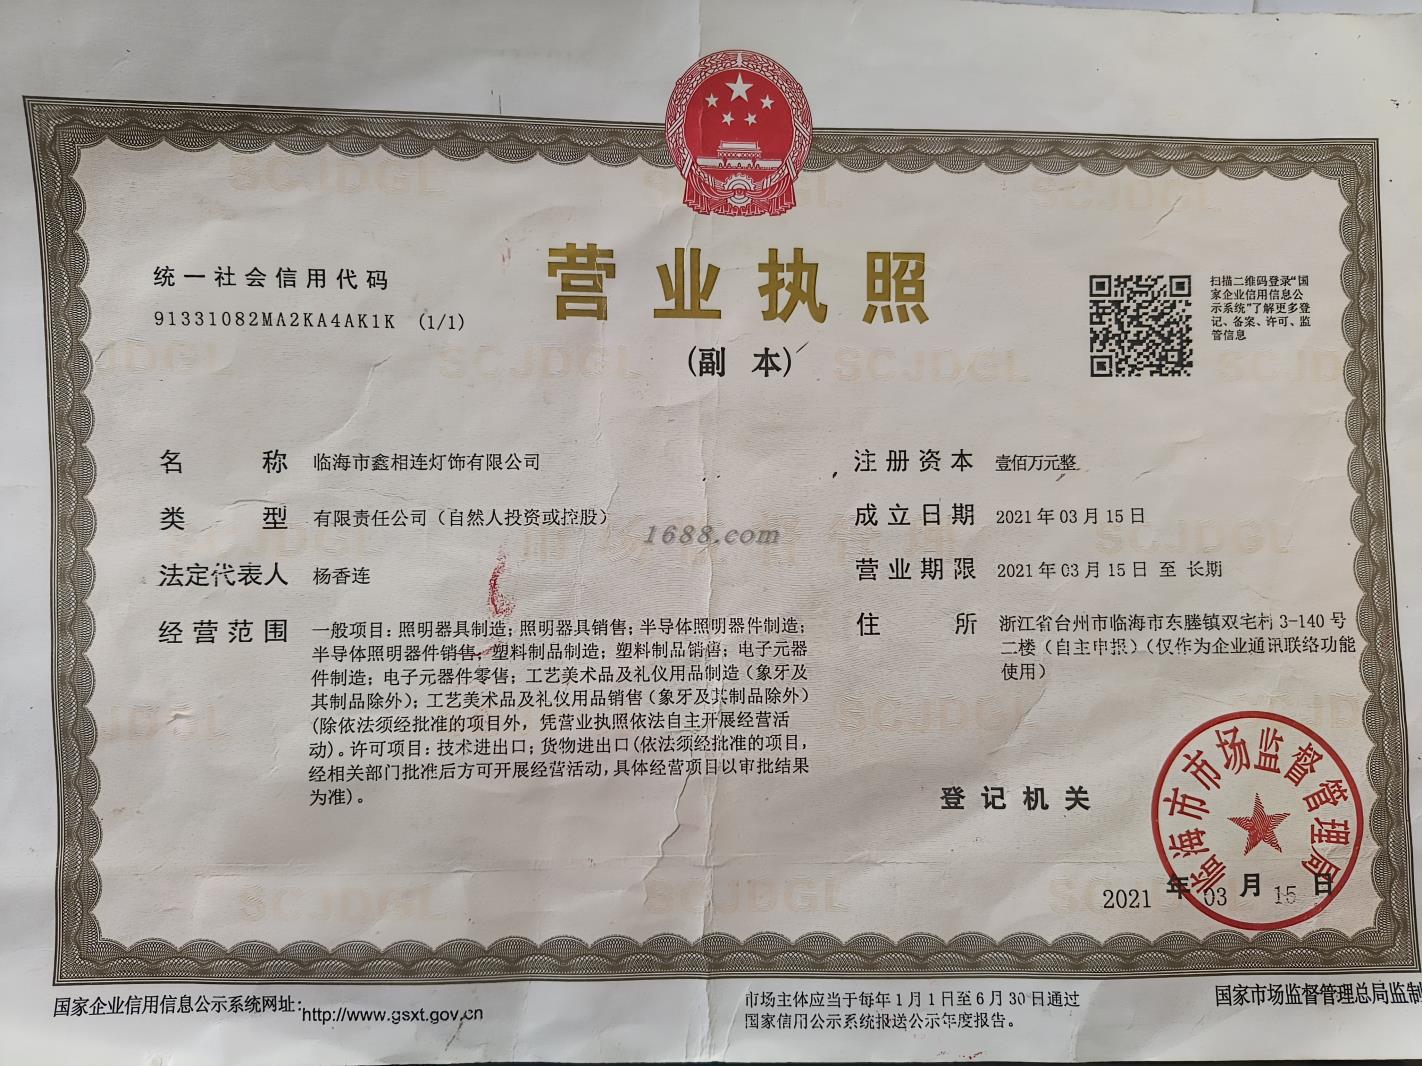 营业执照
(副本)
统一社会信用代码
91331082MA2KA4AK1K (1/1)
扫描二维码登录“国
家企业信用信息公
示系统”了解更多登
记、备案、许可、监
管信息
名称 临海市鑫相连灯饰有限公司
类型 有限责任公司（自然人投资或控股）
法定代表人 杨香连
经营范围 一般项目：照明器具制造；照明器具销售；半导体照明器件制造；
半导体照明器件销售；塑料制品制造；塑料制品销售；电子元器
件制造；电子元器件零售；工艺美术品及礼仪用品制造（象牙及
其制品除外）；工艺美术品及礼仪用品销售（象牙及其制品除外）
(除依法须经批准的项目外，凭营业执照依法自主开展经营活
动)。许可项目：技术进出口；货物进出口(依法须经批准的项目，
经相关部门批准后方可开展经营活动，具体经营项目以审批结果
为准)。
注册资本 壹佰万元整
成立日期 2021年03月15日
营业期限 2021年03月15日 至 长期
住所 浙江省台州市临海市东塍镇双宅村3-140号
二楼（自主申报）（仅作为企业通讯联络功能
使用）
1688.com
登记机关
临海市市场监督管理局
2021 年 03 月 15 日
国家企业信用信息公示系统网址：http://www.gsxt.gov.cn
市场主体应当于每年1月1日至6月30日通过
国家信用公示系统报送公示年度报告。
国家市场监督管理总局监制